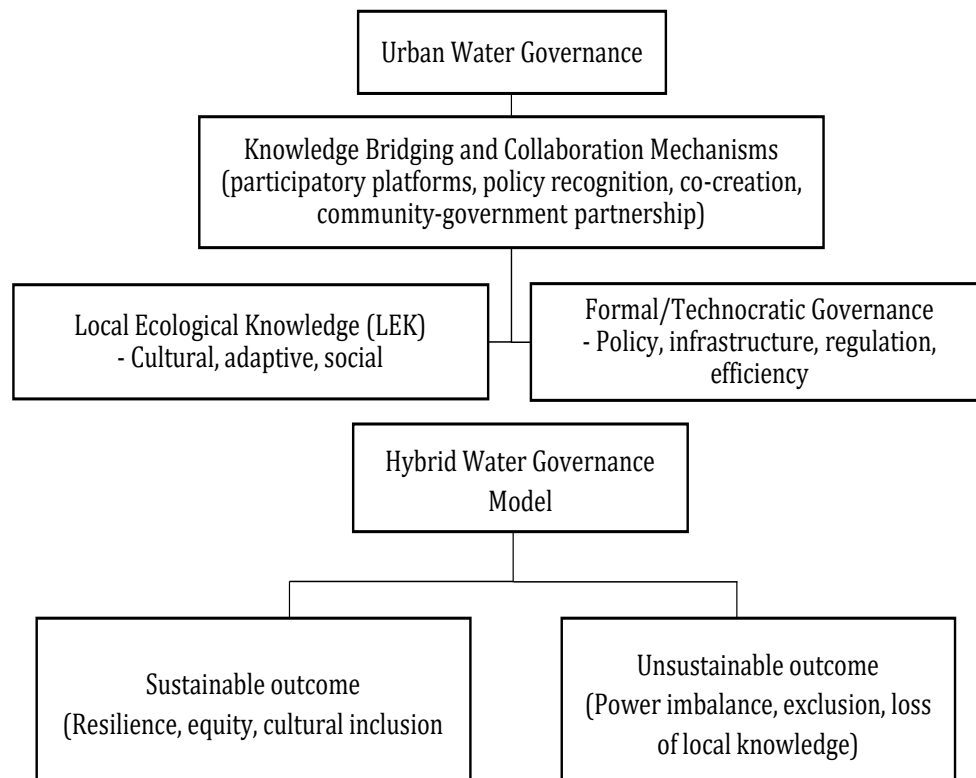 Urban Water Governance
Knowledge Bridging and Collaboration Mechanisms
(participatory platforms, policy recognition, co-creation,
community-government partnership)
Local Ecological Knowledge (LEK)
- Cultural, adaptive, social
Formal/Technocratic Governance
- Policy, infrastructure, regulation,
efficiency
Hybrid Water Governance
Model
Sustainable outcome
(Resilience, equity, cultural inclusion
Unsustainable outcome
(Power imbalance, exclusion, loss
of local knowledge)